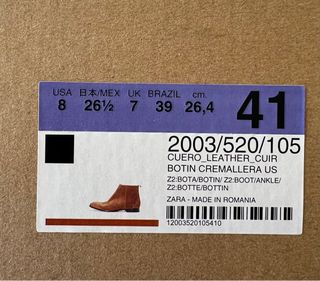 USA 日本/MEX UK BRAZIL cm.
8 26½ 7 39 26,4 41
2003/520/105
CUERO_LEATHER_CUIR
BOTIN CREMALLERA US
Z2:BOTA/BOTIN/ Z2:BOOT/ANKLE/
Z2:BOTTE/BOTTIN
ZARA - MADE IN ROMANIA
12003520105410